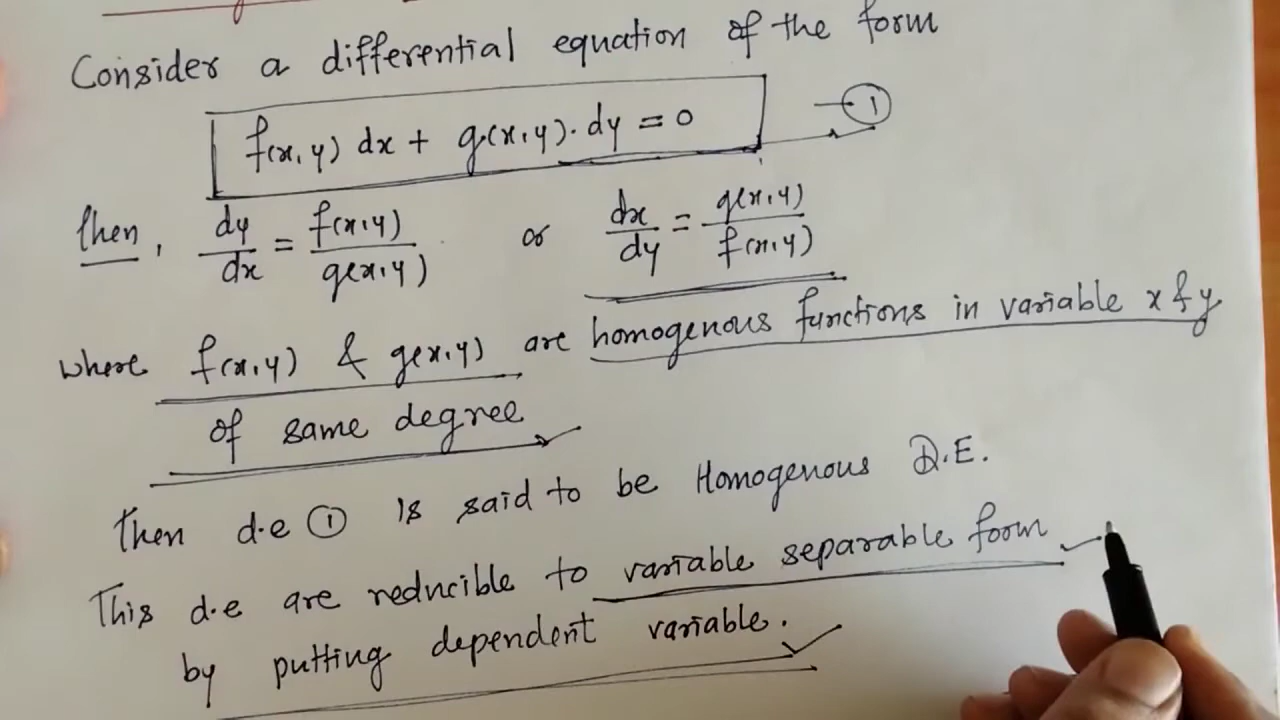 Consider a differential equation of the form
f(x,y) dx + g(x,y). dy = 0 — ①
then, dy/dx = f(x,y)/g(x,y) or dx/dy = g(x,y)/f(x,y)
where f(x,y) & g(x,y) are homogenous functions in variable x & y
of same degree
Then d.e ① is said to be Homogenous D.E.
This d.e are reducible to variable separable form
by putting dependent variable.